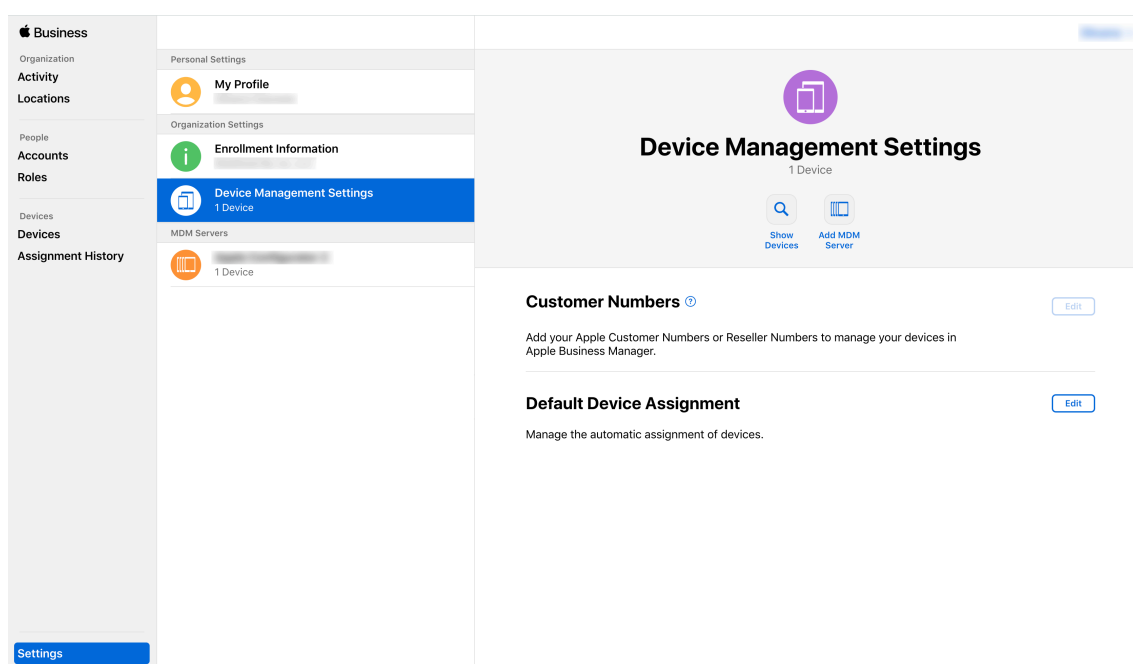 Business
Organization
Activity
Locations
People
Accounts
Roles
Devices
Devices
Assignment History
Settings
Personal Settings
My Profile
Organization Settings
Enrollment Information
Device Management Settings
1 Device
MDM Servers
1 Device
Device Management Settings
1 Device
Show
Devices
Add MDM
Server
Customer Numbers
Edit
Add your Apple Customer Numbers or Reseller Numbers to manage your devices in
Apple Business Manager.
Default Device Assignment
Edit
Manage the automatic assignment of devices.